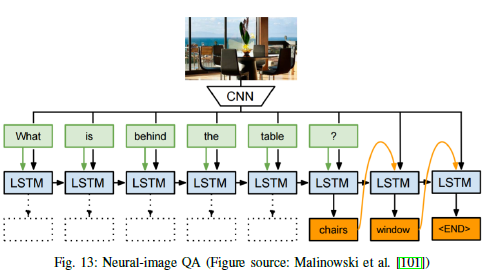 CNN
What is behind the table ?
LSTM LSTM LSTM LSTM LSTM LSTM LSTM LSTM
chairs window <END>
Fig. 13: Neural-image QA (Figure source: Malinowski et al. [101])